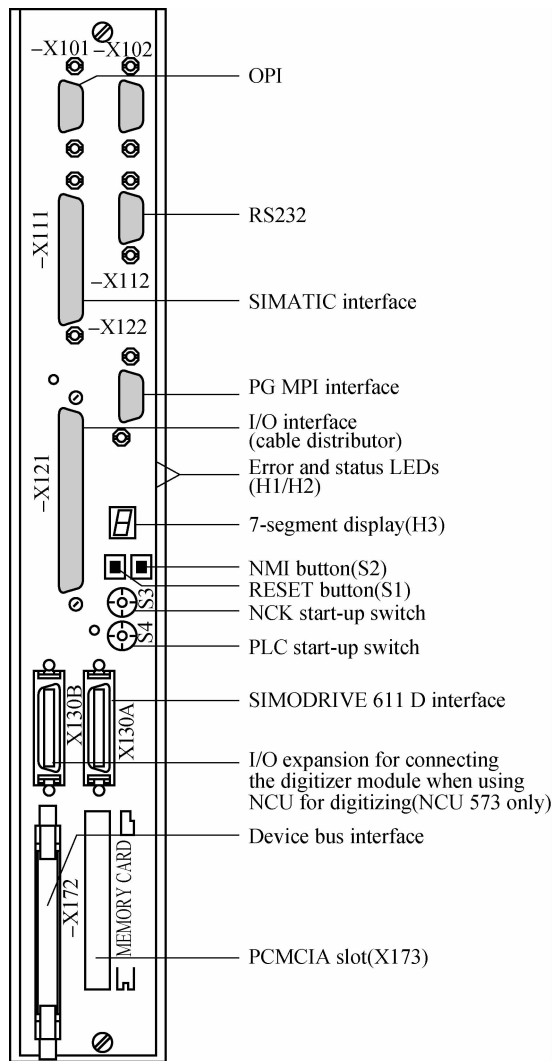 –X101 –X102
OPI
–X111
RS232
–X112
SIMATIC interface
–X122
PG MPI interface
I/O interface
(cable distributor)
–X121
Error and status LEDs
(H1/H2)
7-segment display(H3)
NMI button(S2)
RESET button(S1)
S3
NCK start-up switch
S4
PLC start-up switch
X130B
X130A
SIMODRIVE 611 D interface
I/O expansion for connecting
the digitizer module when using
NCU for digitizing(NCU 573 only)
Device bus interface
–X172
MEMORY CARD
PCMCIA slot(X173)